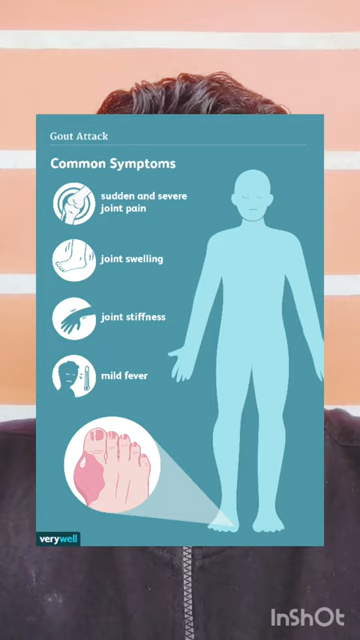 Gout Attack
Common Symptoms
sudden and severe
joint pain
joint swelling
joint stiffness
mild fever
verywell
InShOt